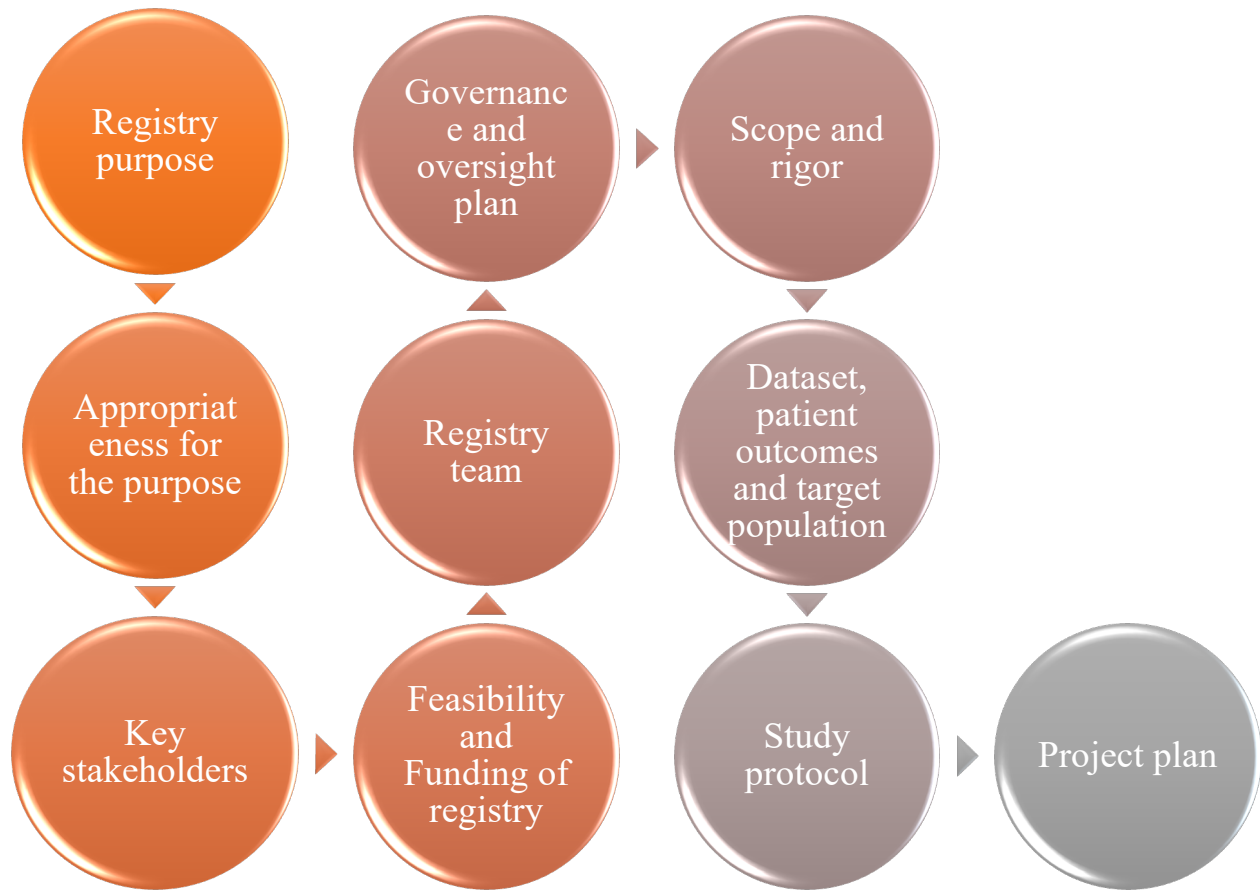 Registry
purpose
Appropriat
eness for
the purpose
Key
stakeholders
Feasibility
and
Funding of
registry
Registry
team
Governanc
e and
oversight
plan
Scope and
rigor
Dataset,
patient
outcomes
and target
population
Study
protocol
Project plan